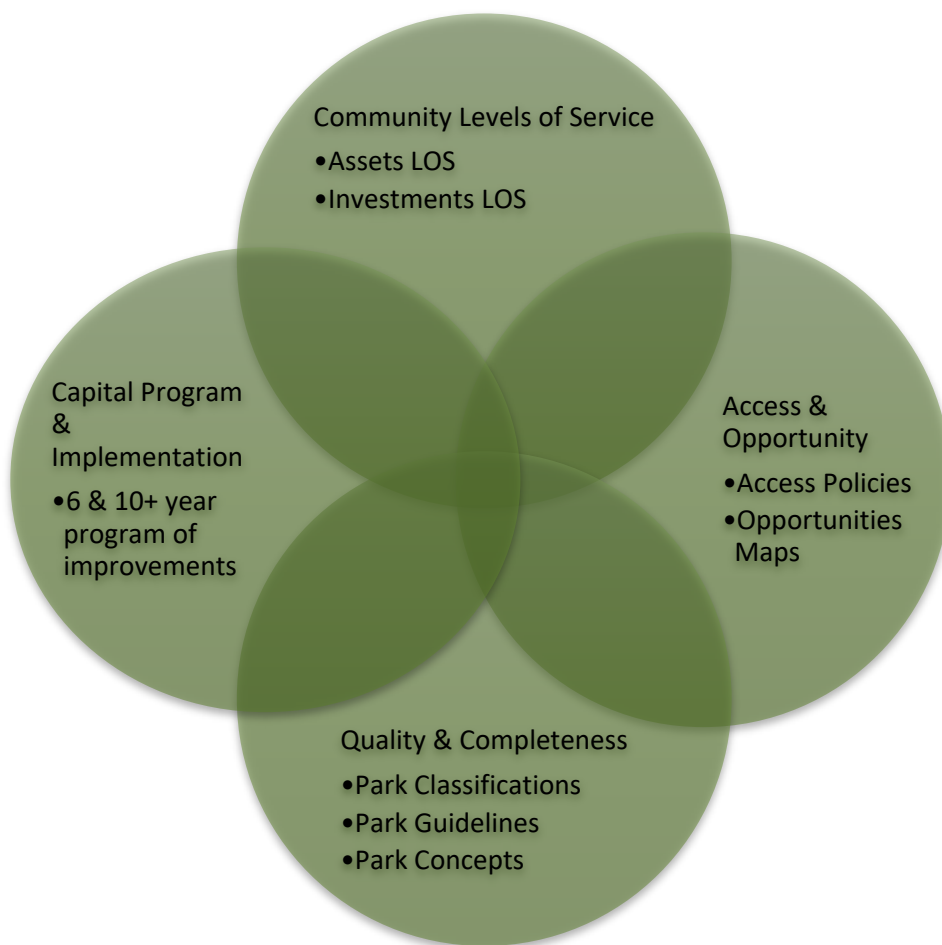 Community Levels of Service
•Assets LOS
•Investments LOS
Capital Program
&
Implementation
•6 & 10+ year
program of
improvements
Access &
Opportunity
•Access Policies
•Opportunities
Maps
Quality & Completeness
•Park Classifications
•Park Guidelines
•Park Concepts